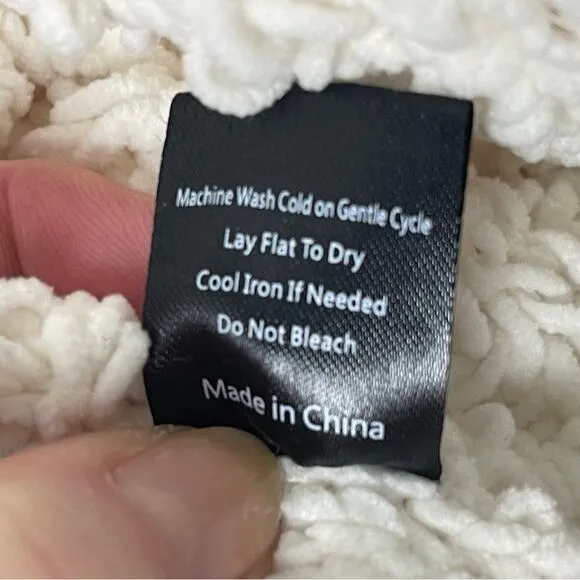 Machine Wash Cold on Gentle Cycle
Lay Flat To Dry
Cool Iron If Needed
Do Not Bleach
Made in China